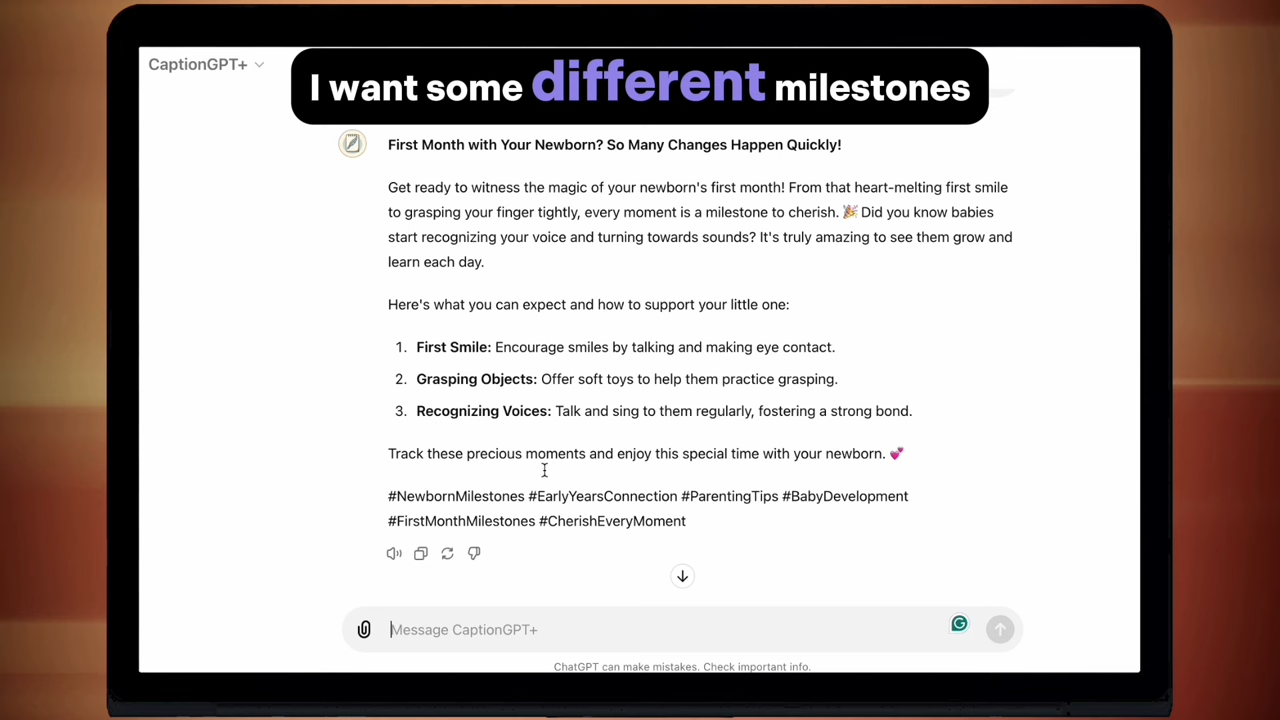 CaptionGPT+
I want some different milestones
First Month with Your Newborn? So Many Changes Happen Quickly!
Get ready to witness the magic of your newborn's first month! From that heart-melting first smile
to grasping your finger tightly, every moment is a milestone to cherish. 🎉 Did you know babies
start recognizing your voice and turning towards sounds? It's truly amazing to see them grow and
learn each day.
Here's what you can expect and how to support your little one:
1. First Smile: Encourage smiles by talking and making eye contact.
2. Grasping Objects: Offer soft toys to help them practice grasping.
3. Recognizing Voices: Talk and sing to them regularly, fostering a strong bond.
Track these precious moments and enjoy this special time with your newborn. 💕
#NewbornMilestones #EarlyYearsConnection #ParentingTips #BabyDevelopment
#FirstMonthMilestones #CherishEveryMoment
Message CaptionGPT+
ChatGPT can make mistakes. Check important info.